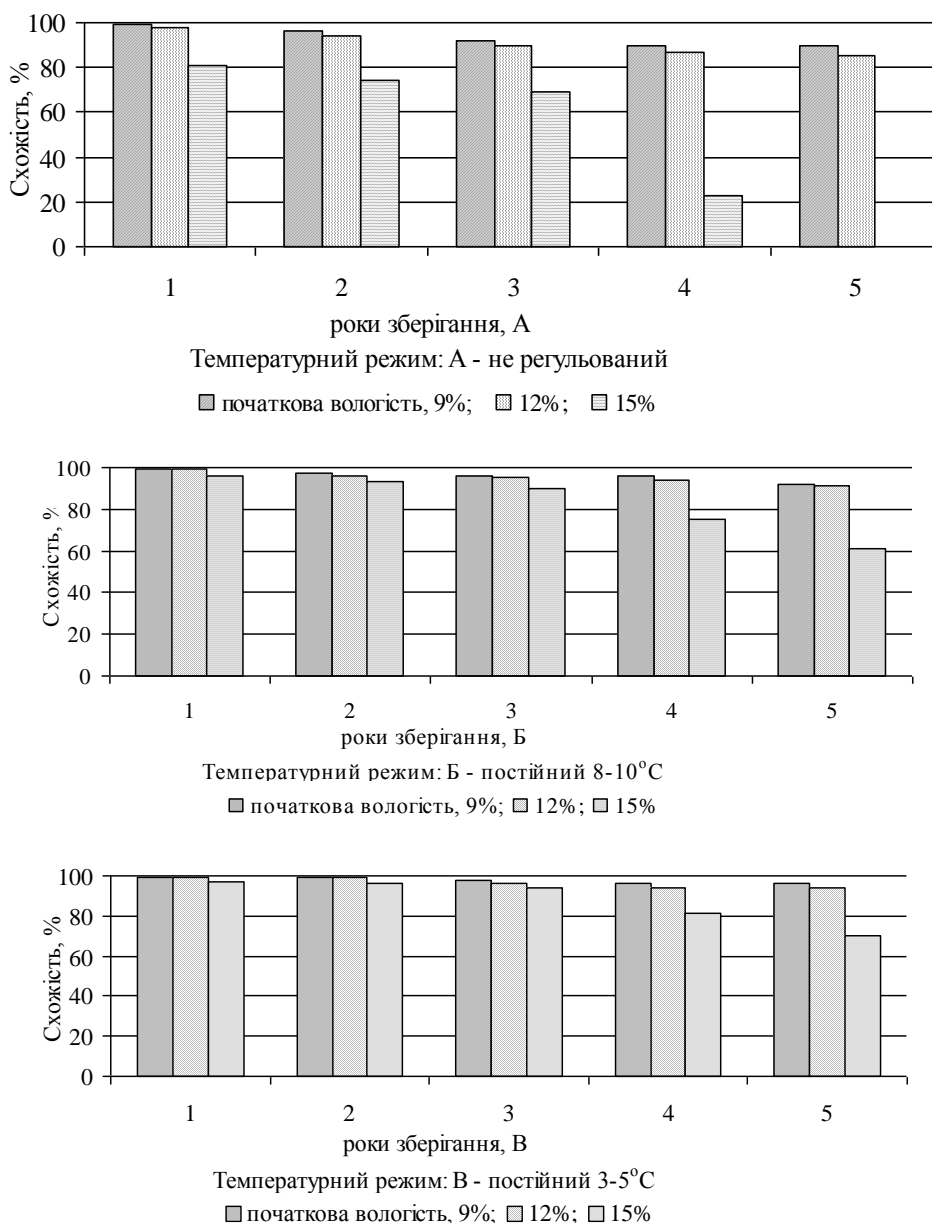 Схожість, %
100
80
60
40
20
0
1 2 3 4 5
роки зберігання, А
Температурний режим: А - не регульований
початкова вологість, 9%; 12%; 15%
Схожість, %
100
80
60
40
20
0
1 2 3 4 5
роки зберігання, Б
Температурний режим: Б - постійний 8-10°С
початкова вологість, 9%; 12%; 15%
Схожість, %
100
80
60
40
20
0
1 2 3 4 5
роки зберігання, В
Температурний режим: В - постійний 3-5°С
початкова вологість, 9%; 12%; 15%